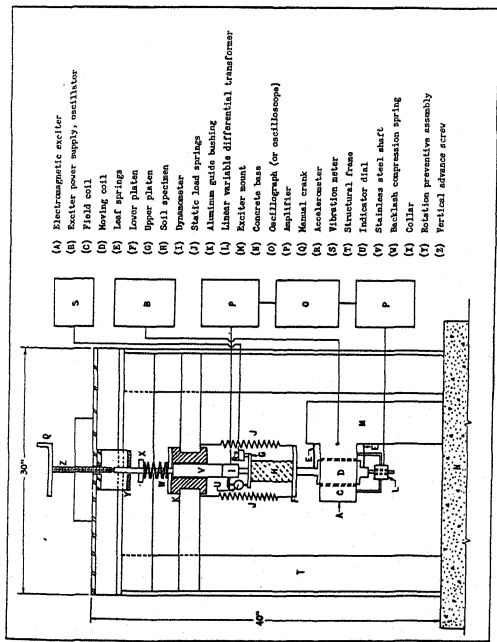 (A) Electromagnetic exciter
(B) Exciter power supply, oscillator
(C) Field coil
(D) Moving coil
(E) Leaf springs
(F) Lower platen
(G) Upper platen
(H) Soil specimen
(I) Dynamometer
(J) Static load springs
(K) Aluminum guide bushing
(L) Linear variable differential transformer
(M) Exciter mount
(N) Concrete base
(O) Oscillograph (or oscilloscope)
(P) Amplifier
(Q) Manual crank
(R) Accelerometer
(S) Vibration meter
(T) Structural frame
(U) Indicator dial
(V) Stainless steel shaft
(W) Backlash compression spring
(X) Collar
(Y) Rotation preventive assembly
(Z) Vertical advance screw
S
B
P
O
P
30"
40"
Q
Z
X
Y
W
K
V
J
I
U
R
G
H
J
F
E
M
C
D
A
E
L
T
N